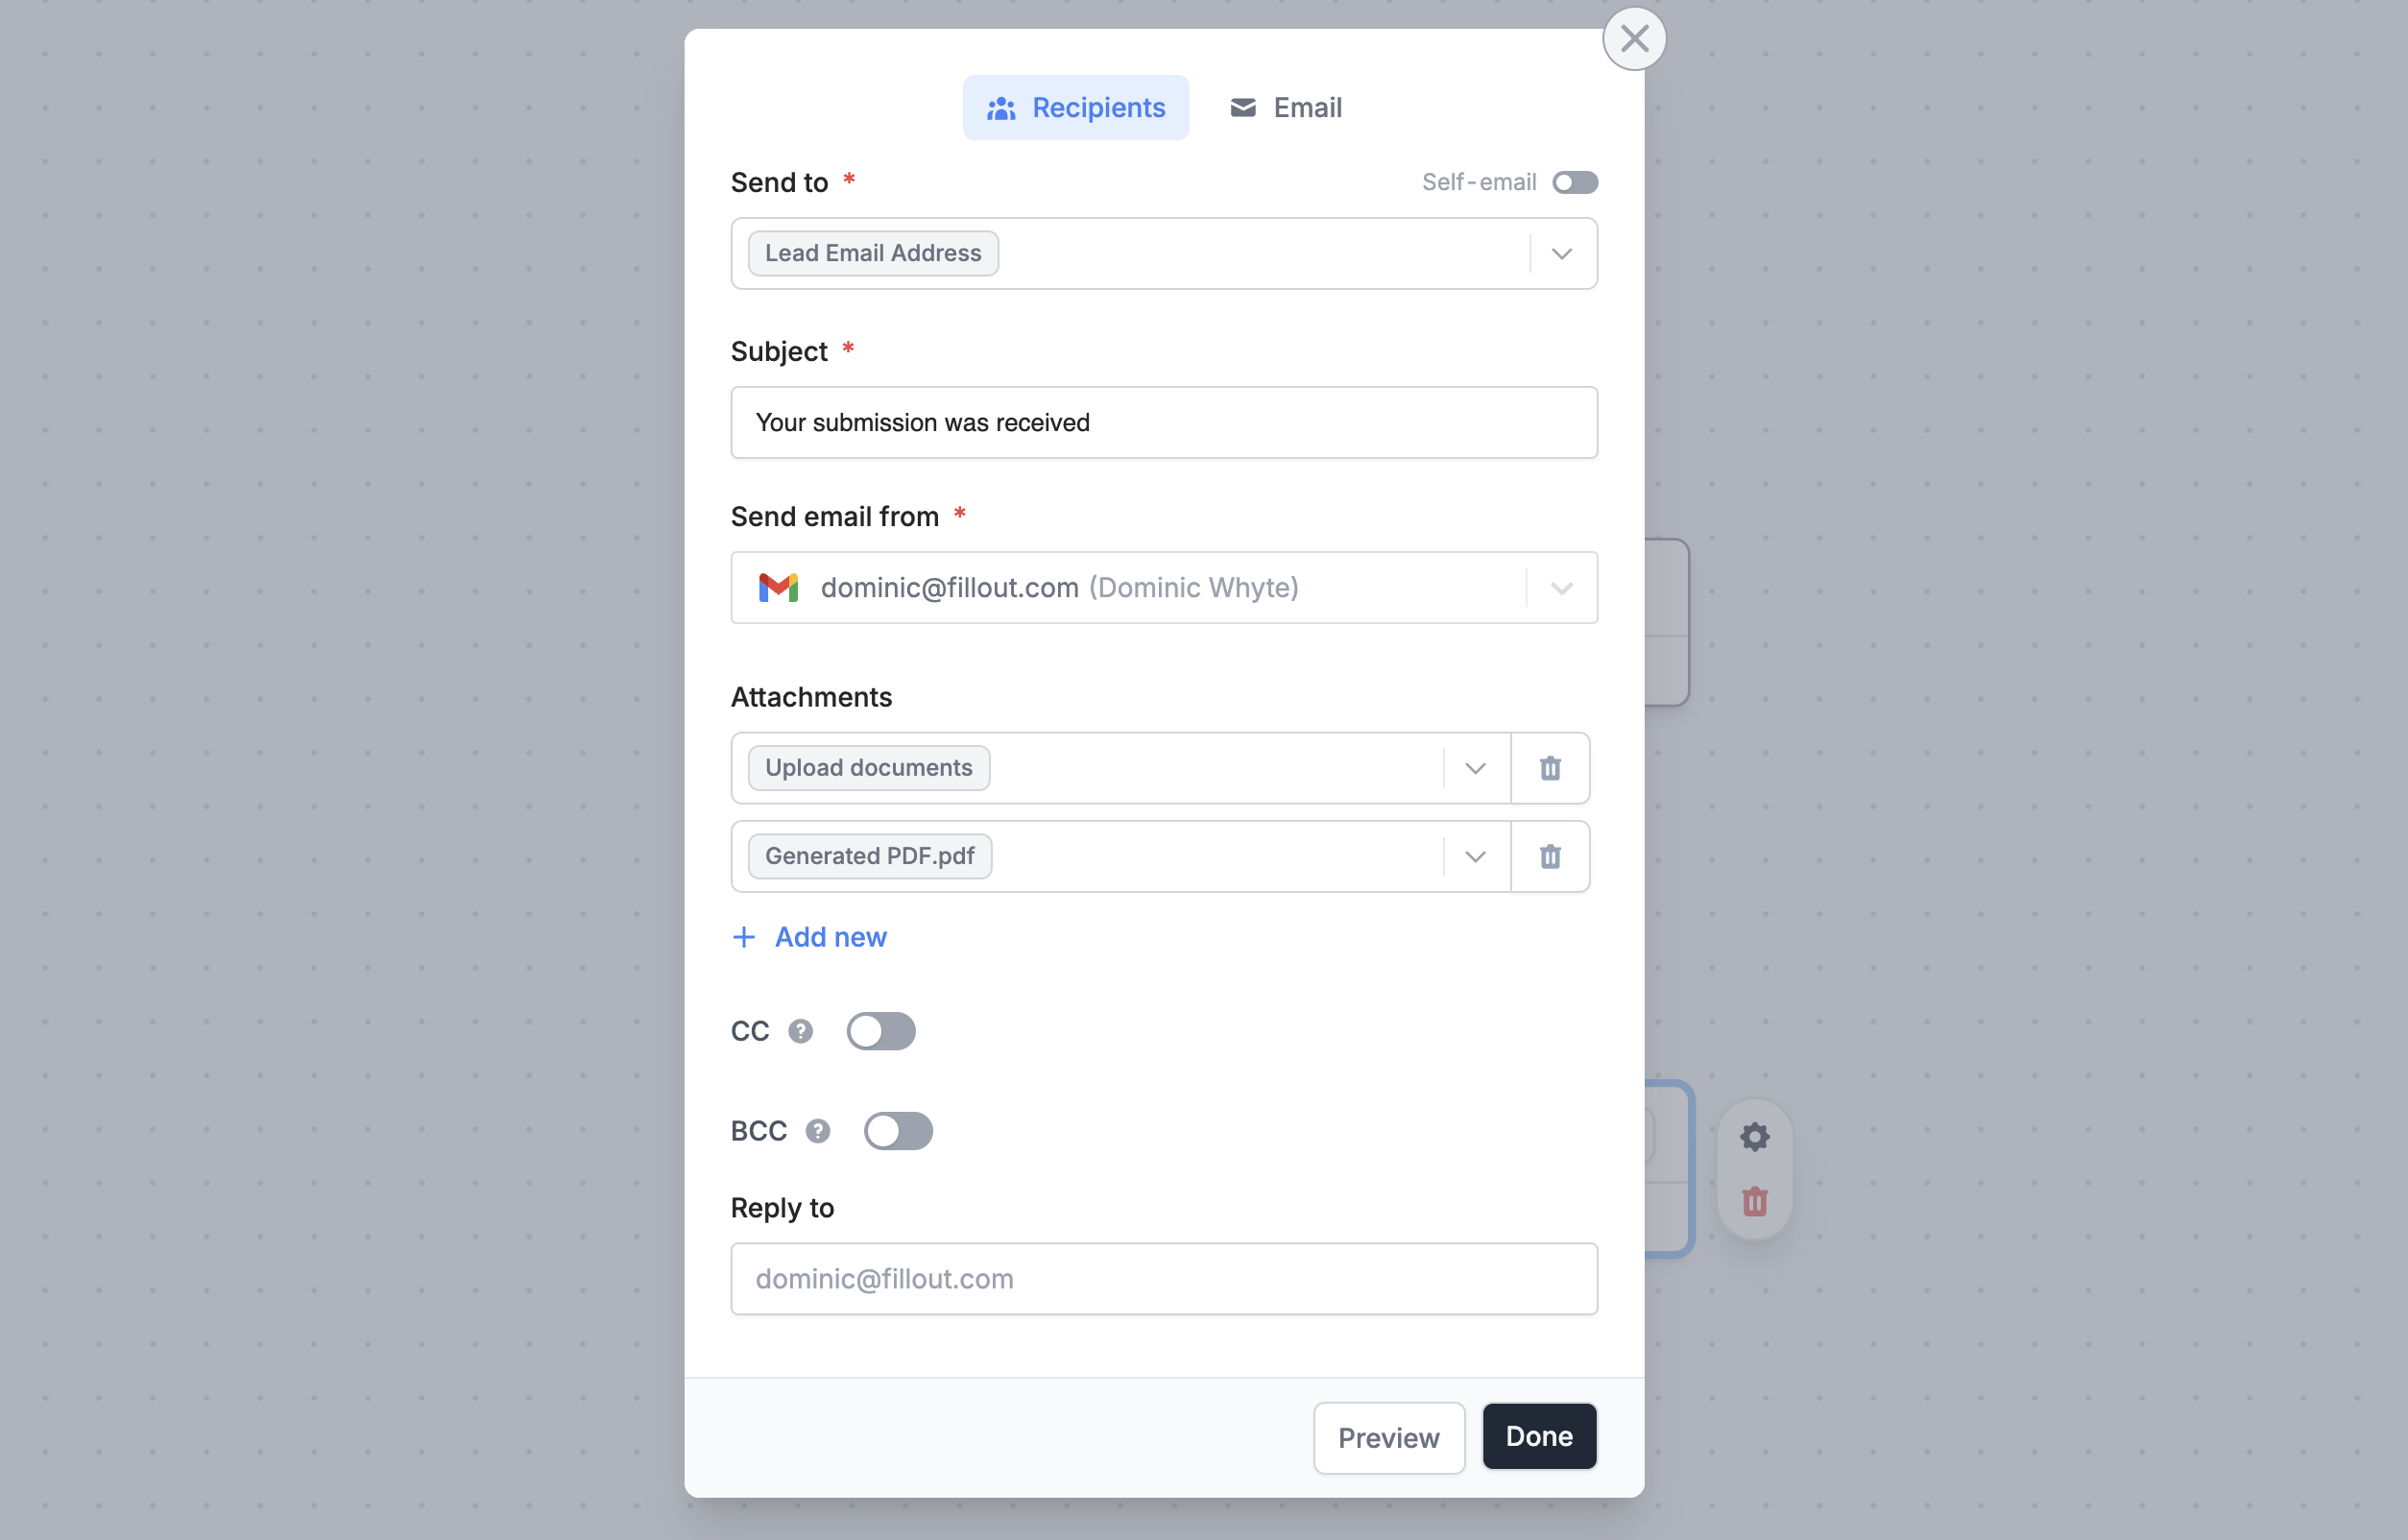 Recipients Email
Send to * Self-email
Lead Email Address
Subject *
Your submission was received
Send email from *
dominic@fillout.com (Dominic Whyte)
Attachments
Upload documents
Generated PDF.pdf
+ Add new
CC ?
BCC ?
Reply to
dominic@fillout.com
Preview Done